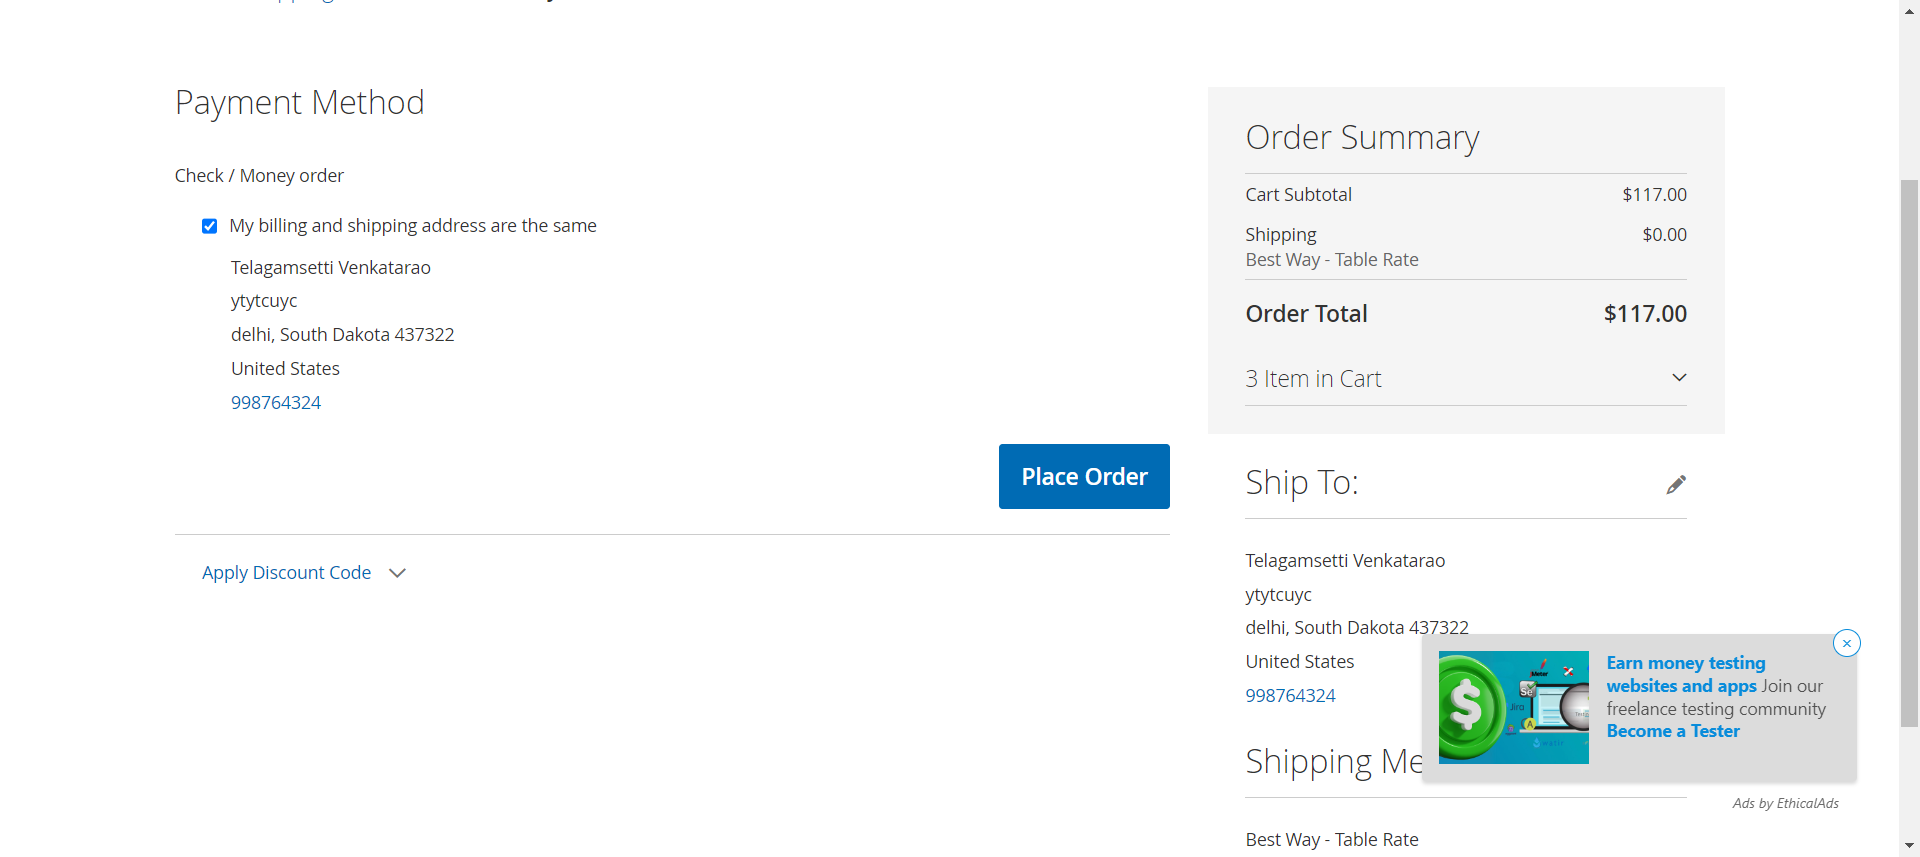 Payment Method
Check / Money order
My billing and shipping address are the same
Telagamsetti Venkatarao
ytytcuyc
delhi, South Dakota 437322
United States
998764324
Place Order
Apply Discount Code
Order Summary
Cart Subtotal $117.00
Shipping $0.00
Best Way - Table Rate
Order Total $117.00
3 Item in Cart
Ship To:
Telagamsetti Venkatarao
ytytcuyc
delhi, South Dakota 437322
United States
998764324
Shipping Me
Best Way - Table Rate
Earn money testing
websites and apps Join our
freelance testing community
Become a Tester
Ads by EthicalAds